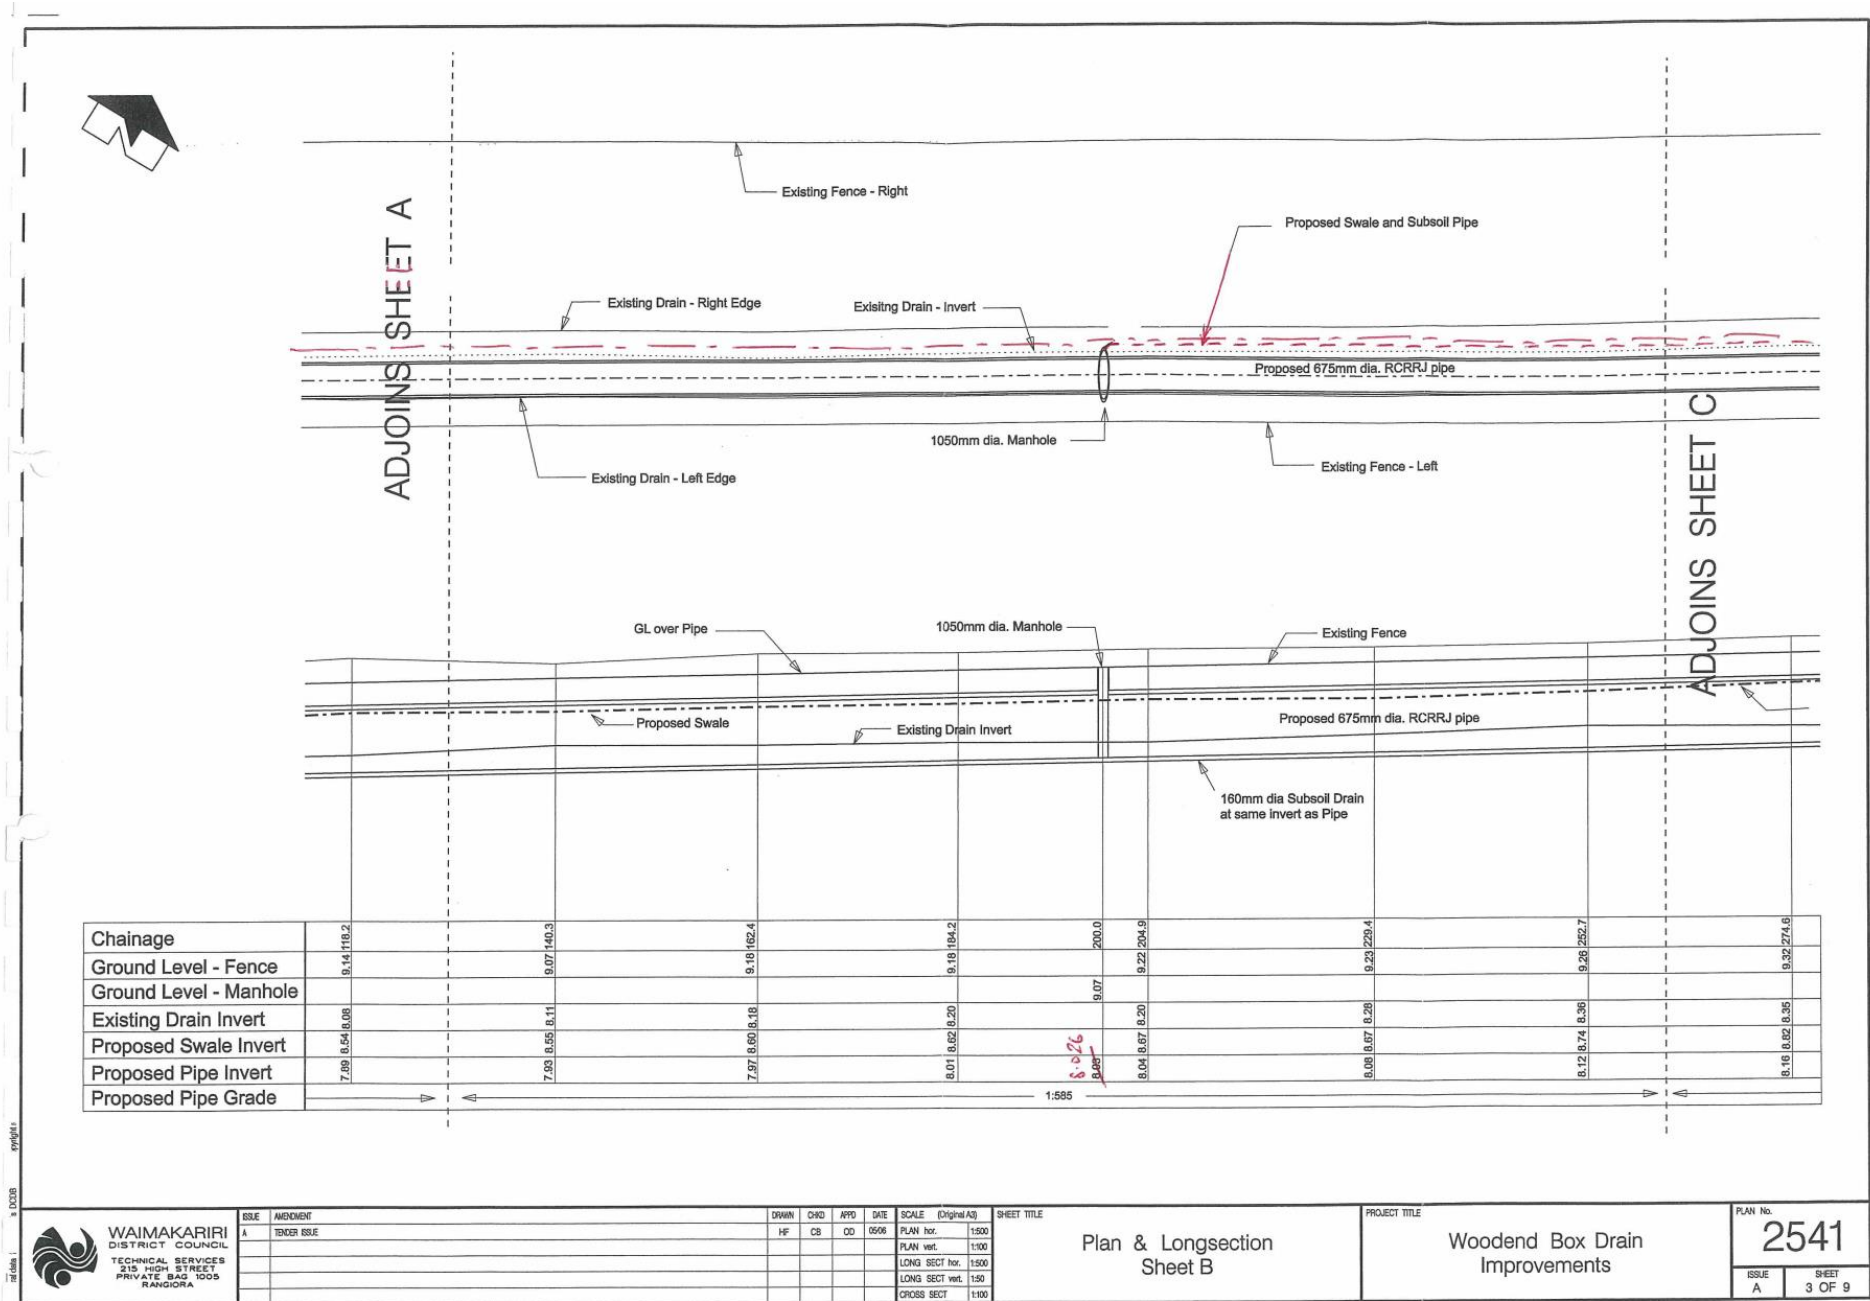 Existing Fence - Right
Proposed Swale and Subsoil Pipe
ADJOINS SHEET A
Existing Drain - Right Edge
Exisitng Drain - Invert
Proposed 675mm dia. RCRRJ pipe
1050mm dia. Manhole
Existing Fence - Left
Existing Drain - Left Edge
ADJOINS SHEET C
GL over Pipe
1050mm dia. Manhole
Existing Fence
Proposed Swale
Existing Drain Invert
Proposed 675mm dia. RCRRJ pipe
160mm dia Subsoil Drain
at same invert as Pipe
Chainage 118.2 140.3 162.4 184.2 200.0 204.9 229.4 252.7 274.6
Ground Level - Fence 9.14 9.07 9.18 9.18 9.22 9.23 9.26 9.32
Ground Level - Manhole 9.07
Existing Drain Invert 8.08 8.11 8.18 8.20 8.20 8.28 8.36 8.35
Proposed Swale Invert 8.54 8.55 8.60 8.62 8.67 8.67 8.74 8.82
8.026
Proposed Pipe Invert 7.89 7.93 7.97 8.01 8.03 8.04 8.08 8.12 8.16
Proposed Pipe Grade 1:585
WAIMAKARIRI
DISTRICT COUNCIL
TECHNICAL SERVICES
215 HIGH STREET
PRIVATE BAG 1005
RANGIORA
ISSUE AMENDMENT DRAWN CHKD APPD DATE
A TENDER ISSUE HF CB OD 05/06
SCALE (Original A3)
PLAN hor. 1:500
PLAN vert. 1:100
LONG SECT hor. 1:500
LONG SECT vert. 1:50
CROSS SECT 1:100
SHEET TITLE
Plan & Longsection
Sheet B
PROJECT TITLE
Woodend Box Drain
Improvements
PLAN No.
2541
ISSUE
A
SHEET
3 OF 9